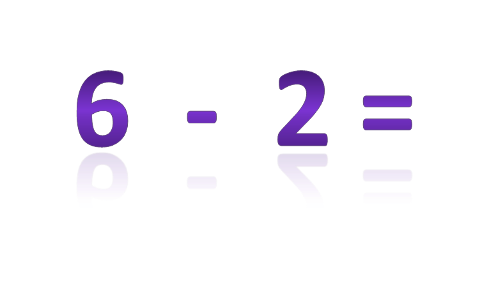 6 - 2 =